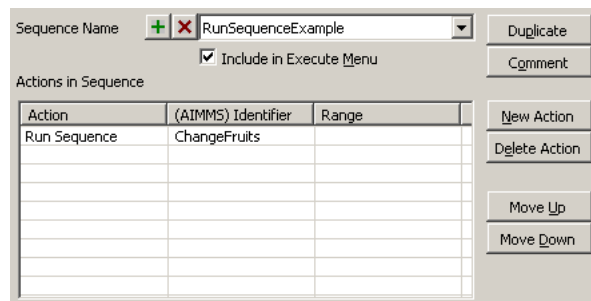 Sequence Name RunSequenceExample Duplicate
Include in Execute Menu
Comment
Actions in Sequence
Action (AIMMS) Identifier Range New Action
Run Sequence ChangeFruits
Delete Action
Move Up
Move Down